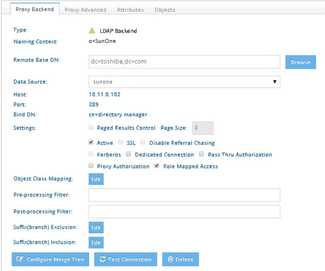 Proxy Backend Proxy Advanced Attributes Objects
Type: LDAP Backend
Naming Context: o=SunOne
Remote Base DN: dc=toshiba,dc=com Browse
Data Source: sunone
Host: 10.11.9.102
Port: 389
Bind DN: cn=directory manager
Settings: Paged Results Control Page Size:
Active SSL Disable Referral Chasing
Kerberos Dedicated Connection Pass Thru Authorization
Proxy Authorization Role Mapped Access
Object Class Mapping: Edit
Pre-processing Filter:
Post-processing Filter:
Suffix(branch) Exclusion: Edit
Suffix(branch) Inclusion: Edit
Configure Merge Tree Test Connection Delete